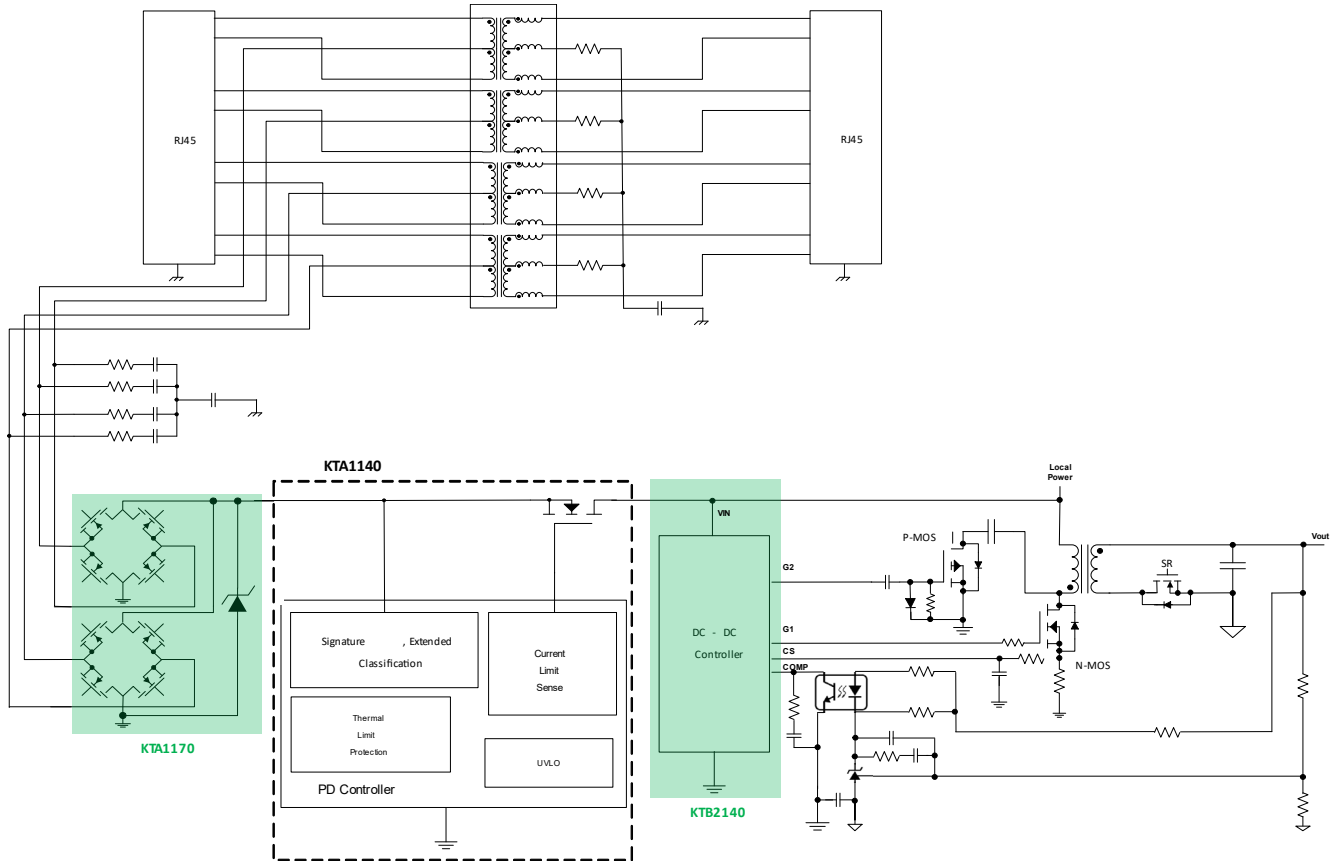 RJ45
RJ45
KTA1140
Local
Power
VIN
P-MOS
Vout
SR
G2
G1
CS
COMP
DC - DC
Controller
N-MOS
Signature , Extended
Classification
Current
Limit
Sense
Thermal
Limit
Protection
UVLO
PD Controller
KTA1170
KTB2140